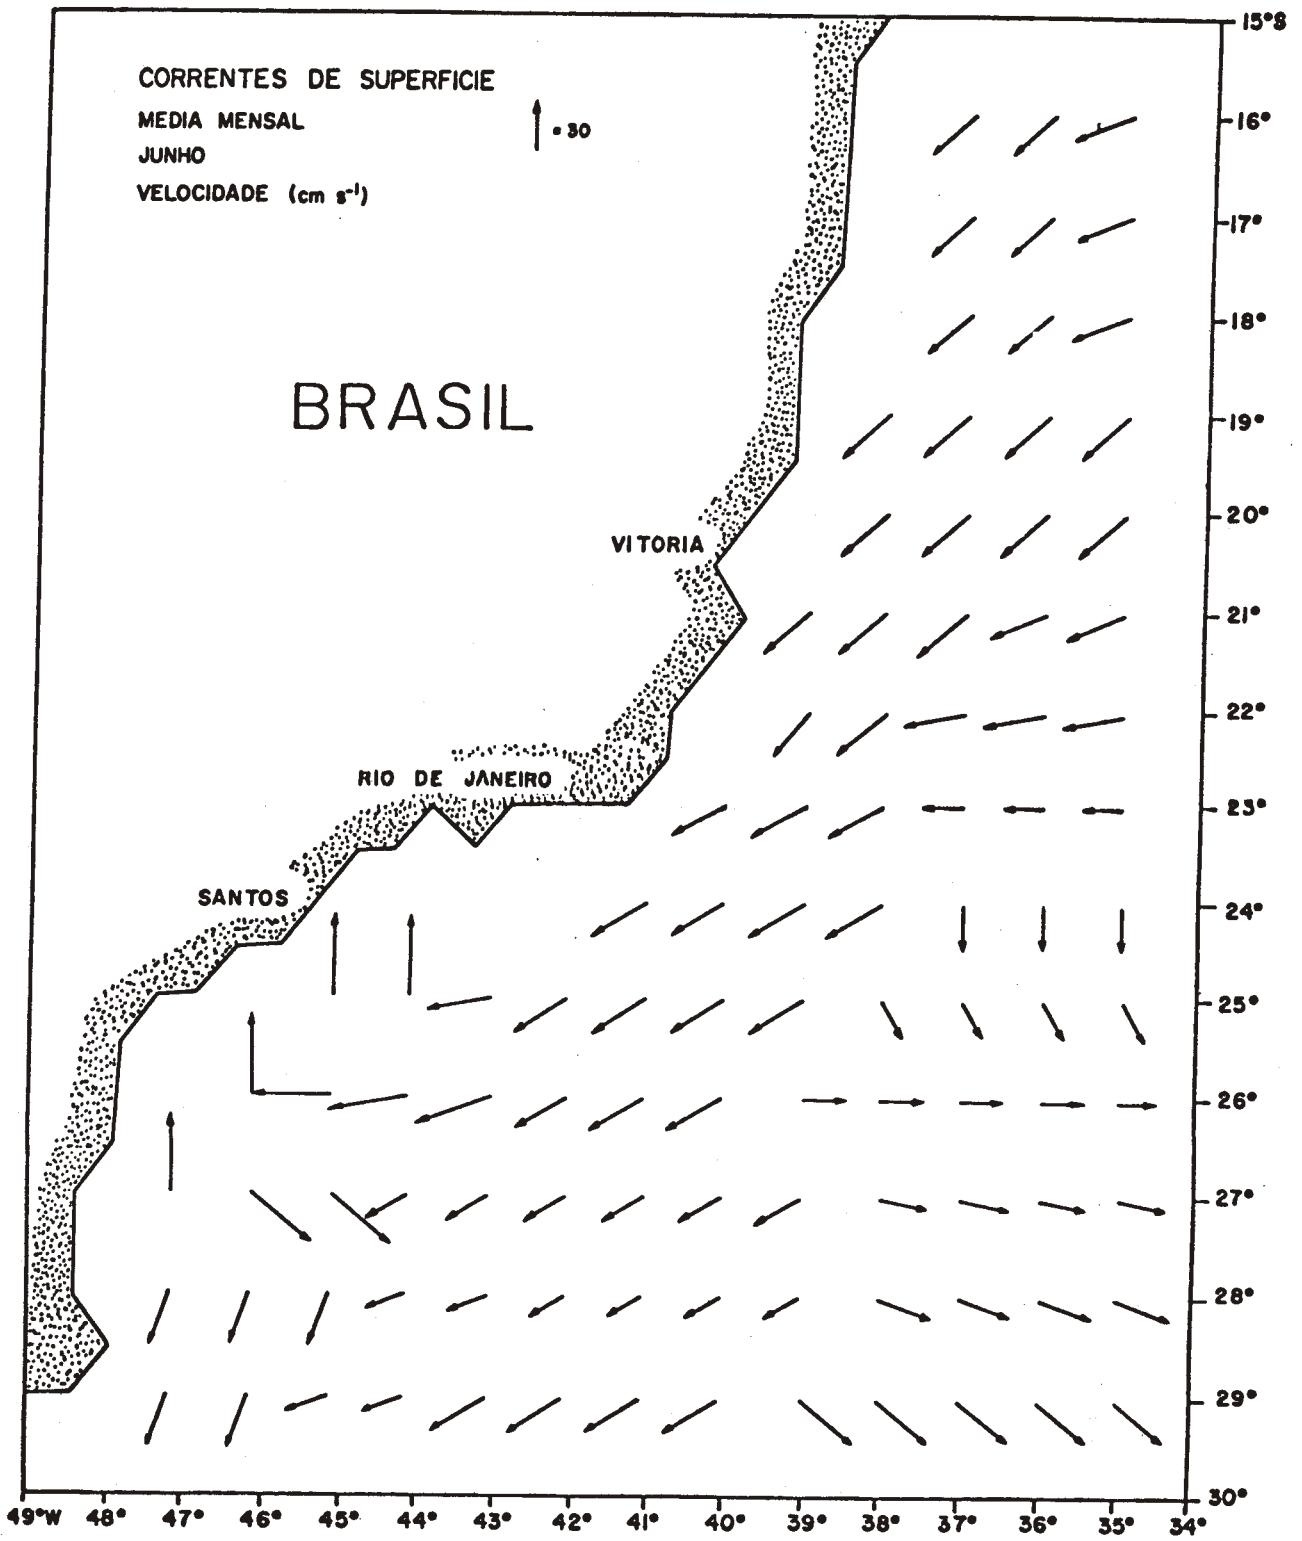 CORRENTES DE SUPERFICIE
MEDIA MENSAL
JUNHO
VELOCIDADE (cm s⁻¹)
= 30
BRASIL
VITORIA
RIO DE JANEIRO
SANTOS
15°S
16°
17°
18°
19°
20°
21°
22°
23°
24°
25°
26°
27°
28°
29°
30°
49°W 48° 47° 46° 45° 44° 43° 42° 41° 40° 39° 38° 37° 36° 35° 34°